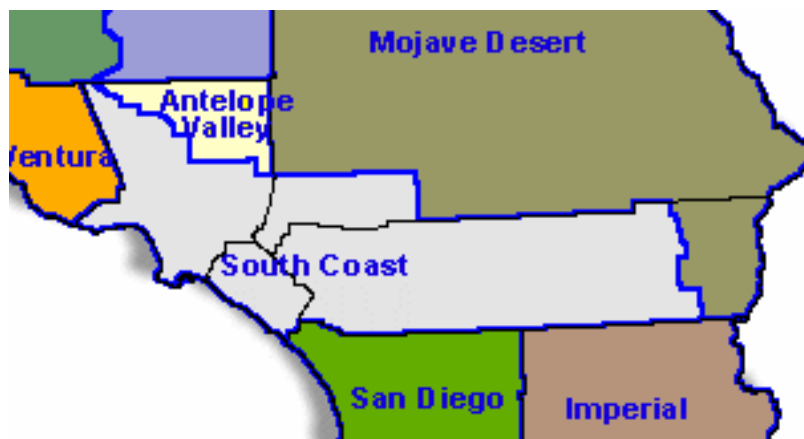 Mojave Desert
Antelope
Valley
Ventura
South Coast
San Diego
Imperial